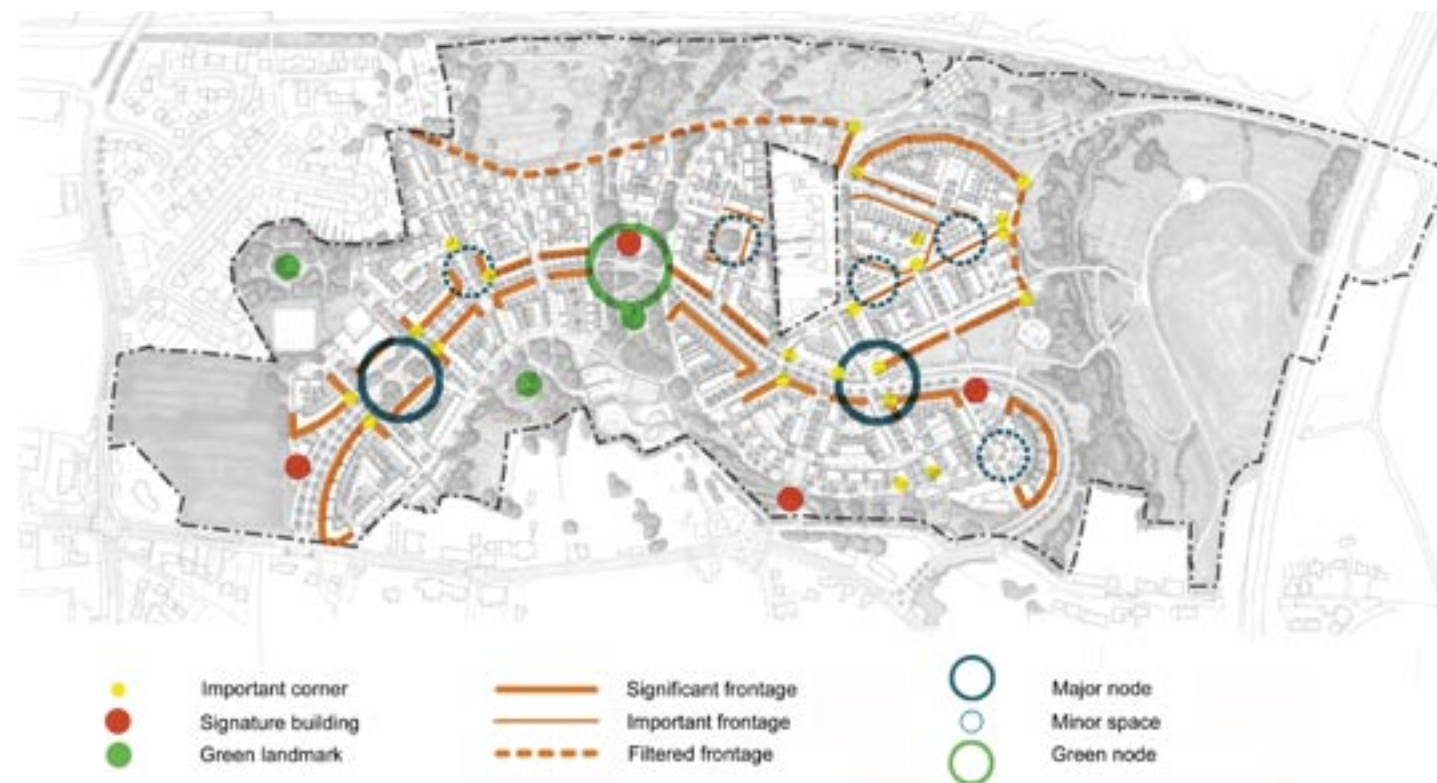 Important corner
Signature building
Green landmark
Significant frontage
Important frontage
Filtered frontage
Major node
Minor space
Green node